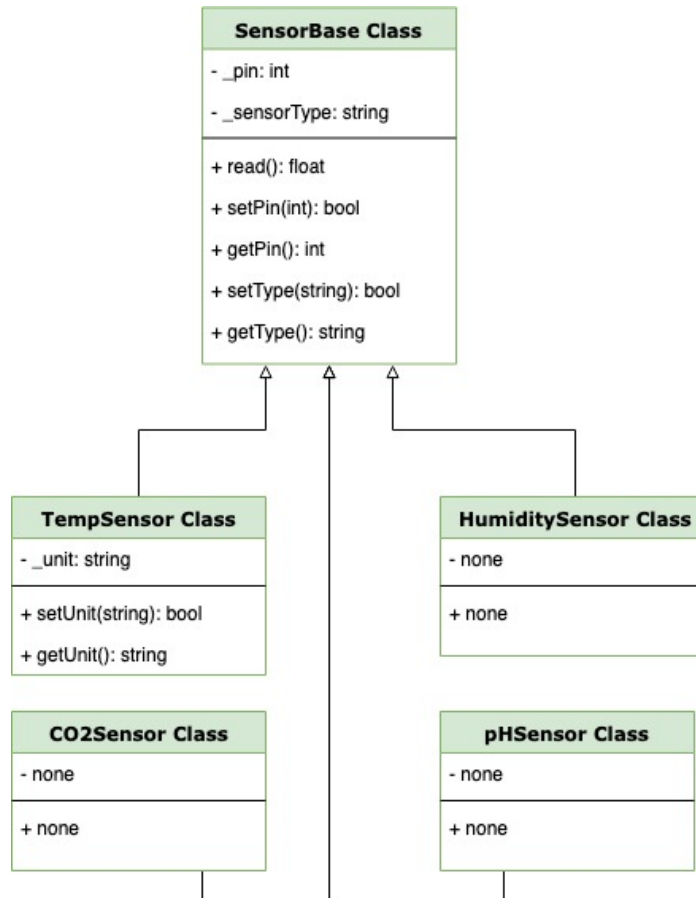 SensorBase Class
- _pin: int
- _sensorType: string
+ read(): float
+ setPin(int): bool
+ getPin(): int
+ setType(string): bool
+ getType(): string
TempSensor Class
- _unit: string
+ setUnit(string): bool
+ getUnit(): string
HumiditySensor Class
- none
+ none
CO2Sensor Class
- none
+ none
pHSensor Class
- none
+ none